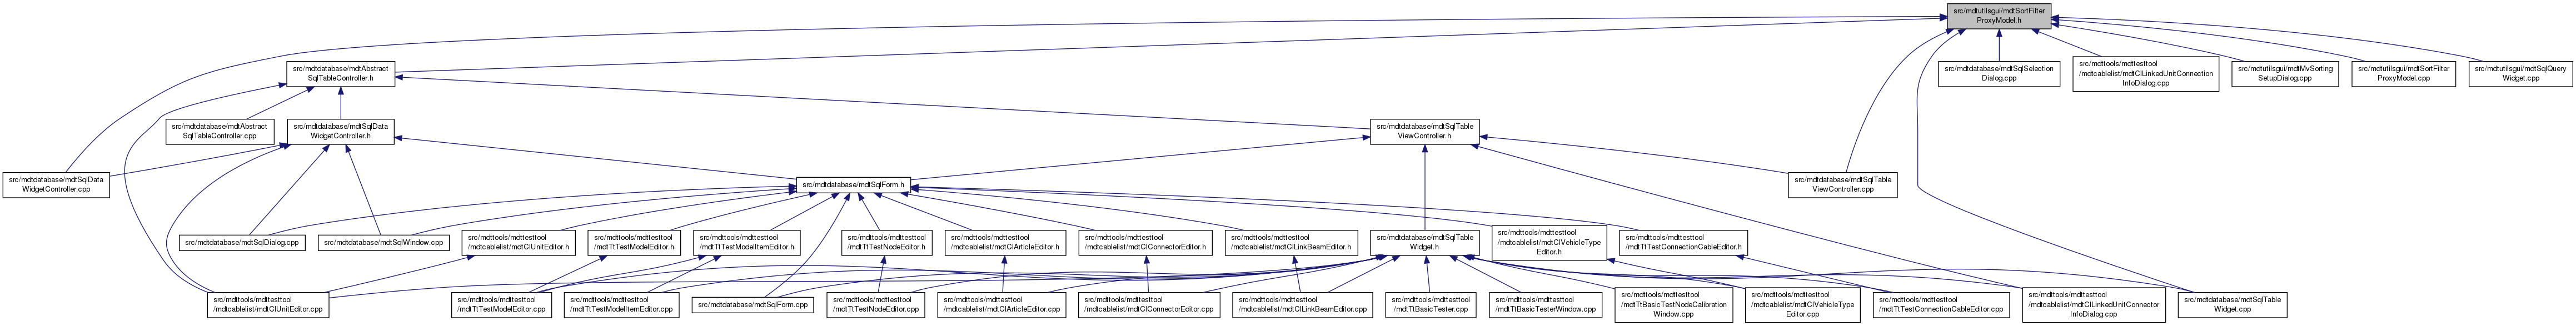 src/mdtutilsgui/mdtSortFilter
ProxyModel.h
src/mdtdatabase/mdtAbstract
SqlTableController.h
src/mdtdatabase/mdtSqlSelection
Dialog.cpp
src/mdttools/mdttesttool
/mdtcablelist/mdtClLinkedUnitConnection
InfoDialog.cpp
src/mdtutilsgui/mdtMvSorting
SetupDialog.cpp
src/mdtutilsgui/mdtSortFilter
ProxyModel.cpp
src/mdtutilsgui/mdtSqlQuery
Widget.cpp
src/mdtdatabase/mdtAbstract
SqlTableController.cpp
src/mdtdatabase/mdtSqlData
WidgetController.h
src/mdtdatabase/mdtSqlTable
ViewController.h
src/mdtdatabase/mdtSqlData
WidgetController.cpp
src/mdtdatabase/mdtSqlForm.h
src/mdtdatabase/mdtSqlTable
ViewController.cpp
src/mdtdatabase/mdtSqlDialog.cpp
src/mdtdatabase/mdtSqlWindow.cpp
src/mdttools/mdttesttool
/mdtcablelist/mdtClUnitEditor.h
src/mdttools/mdttesttool
/mdtTtTestModelEditor.h
src/mdttools/mdttesttool
/mdtTtTestModelItemEditor.h
src/mdttools/mdttesttool
/mdtTtTestNodeEditor.h
src/mdttools/mdttesttool
/mdtcablelist/mdtClArticleEditor.h
src/mdttools/mdttesttool
/mdtcablelist/mdtClConnectorEditor.h
src/mdttools/mdttesttool
/mdtcablelist/mdtClLinkBeamEditor.h
src/mdtdatabase/mdtSqlTable
Widget.h
src/mdttools/mdttesttool
/mdtcablelist/mdtClVehicleType
Editor.h
src/mdttools/mdttesttool
/mdtTtTestConnectionCableEditor.h
src/mdttools/mdttesttool
/mdtcablelist/mdtClUnitEditor.cpp
src/mdttools/mdttesttool
/mdtTtTestModelEditor.cpp
src/mdttools/mdttesttool
/mdtTtTestModelItemEditor.cpp
src/mdtdatabase/mdtSqlForm.cpp
src/mdttools/mdttesttool
/mdtTtTestNodeEditor.cpp
src/mdttools/mdttesttool
/mdtcablelist/mdtClArticleEditor.cpp
src/mdttools/mdttesttool
/mdtcablelist/mdtClConnectorEditor.cpp
src/mdttools/mdttesttool
/mdtcablelist/mdtClLinkBeamEditor.cpp
src/mdttools/mdttesttool
/mdtTtBasicTester.cpp
src/mdttools/mdttesttool
/mdtTtBasicTesterWindow.cpp
src/mdttools/mdttesttool
/mdtTtBasicTestNodeCalibration
Window.cpp
src/mdttools/mdttesttool
/mdtcablelist/mdtClVehicleType
Editor.cpp
src/mdttools/mdttesttool
/mdtTtTestConnectionCableEditor.cpp
src/mdttools/mdttesttool
/mdtcablelist/mdtClLinkedUnitConnector
InfoDialog.cpp
src/mdtdatabase/mdtSqlTable
Widget.cpp